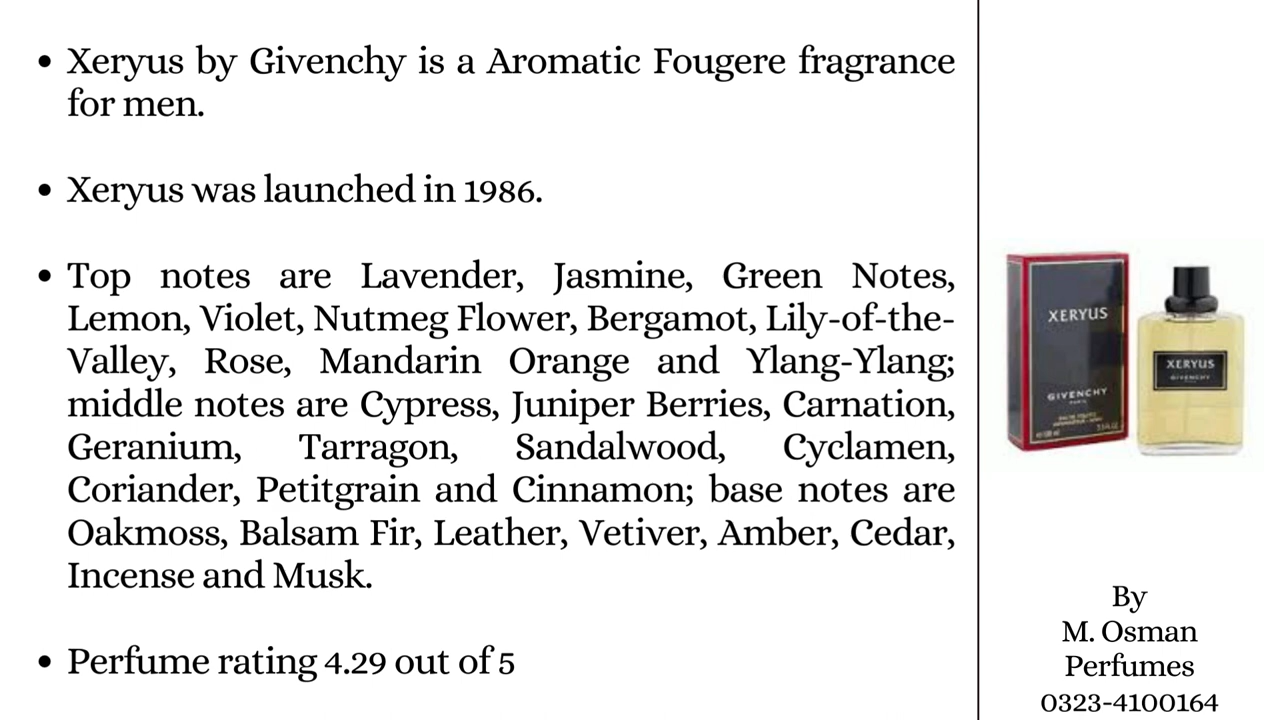 • Xeryus by Givenchy is a Aromatic Fougere fragrance
for men.
• Xeryus was launched in 1986.
• Top notes are Lavender, Jasmine, Green Notes,
Lemon, Violet, Nutmeg Flower, Bergamot, Lily-of-the-
Valley, Rose, Mandarin Orange and Ylang-Ylang;
middle notes are Cypress, Juniper Berries, Carnation,
Geranium, Tarragon, Sandalwood, Cyclamen,
Coriander, Petitgrain and Cinnamon; base notes are
Oakmoss, Balsam Fir, Leather, Vetiver, Amber, Cedar,
Incense and Musk.
• Perfume rating 4.29 out of 5
XERYUS
GIVENCHY
PARIS
XERYUS
GIVENCHY
By
M. Osman
Perfumes
0323-4100164